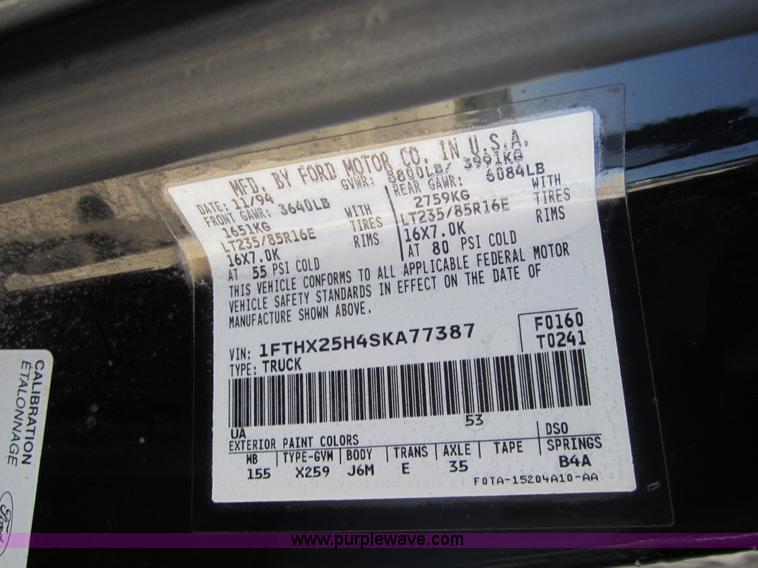 MFD. BY FORD MOTOR CO. IN U.S.A.
DATE: 11/94 GVWR: 8800LB/ 3991KG
FRONT GAWR: 3640LB REAR GAWR: 6084LB
1651KG WITH 2759KG WITH
LT235/85R16E TIRES LT235/85R16E TIRES
16X7.0K RIMS 16X7.0K RIMS
AT 55 PSI COLD AT 80 PSI COLD
THIS VEHICLE CONFORMS TO ALL APPLICABLE FEDERAL MOTOR
VEHICLE SAFETY STANDARDS IN EFFECT ON THE DATE OF
MANUFACTURE SHOWN ABOVE.
VIN: 1FTHX25H4SKA77387 F0160
TYPE: TRUCK T0241
UA 53
EXTERIOR PAINT COLORS DSO
WB TYPE-GVW BODY TRANS AXLE TAPE SPRINGS
155 X259 J6M E 35 B4A
F0TA-15204A10-AA
CALIBRATION
ÉTALONNAGE
Ford
www.purplewave.com